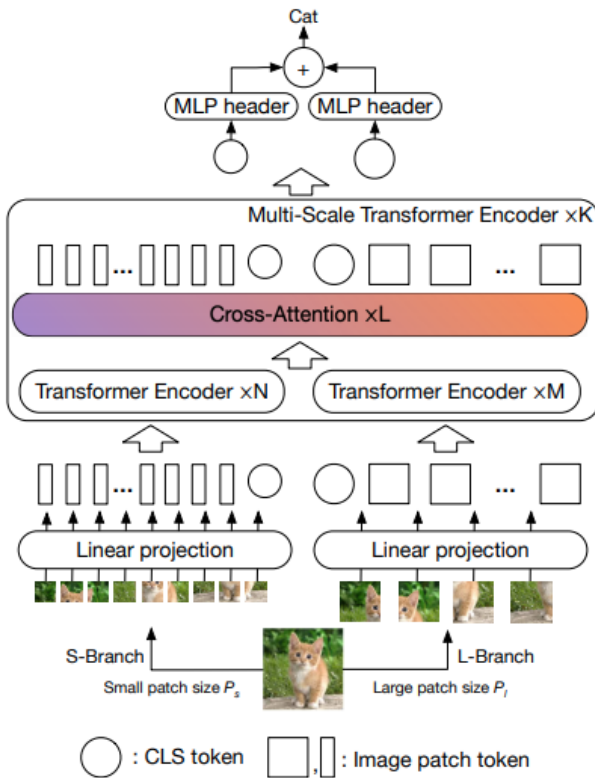 Cat
+
MLP header MLP header
Multi-Scale Transformer Encoder ×K
...
...
Cross-Attention ×L
Transformer Encoder ×N
Transformer Encoder ×M
...
...
Linear projection
Linear projection
S-Branch
L-Branch
Small patch size Pₛ
Large patch size Pₗ
: CLS token
, : Image patch token